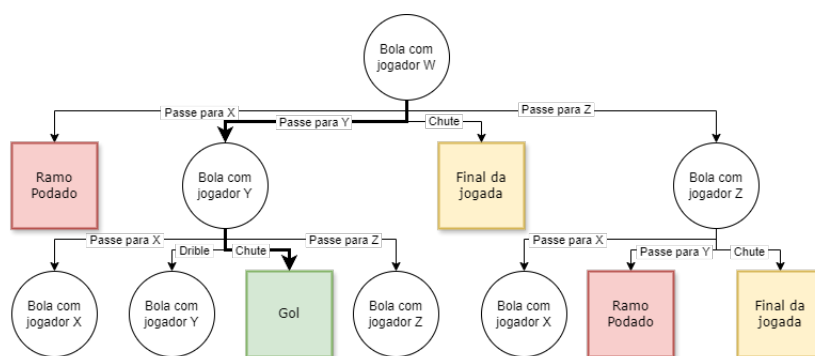 Bola com
jogador W
Passe para X
Passe para Z
Passe para Y
Chute
Ramo
Podado
Bola com
jogador Y
Final da
jogada
Bola com
jogador Z
Passe para X
Passe para Z
Passe para X
Drible
Chute
Passe para Y
Chute
Bola com
jogador X
Bola com
jogador Y
Gol
Bola com
jogador Z
Bola com
jogador X
Ramo
Podado
Final da
jogada